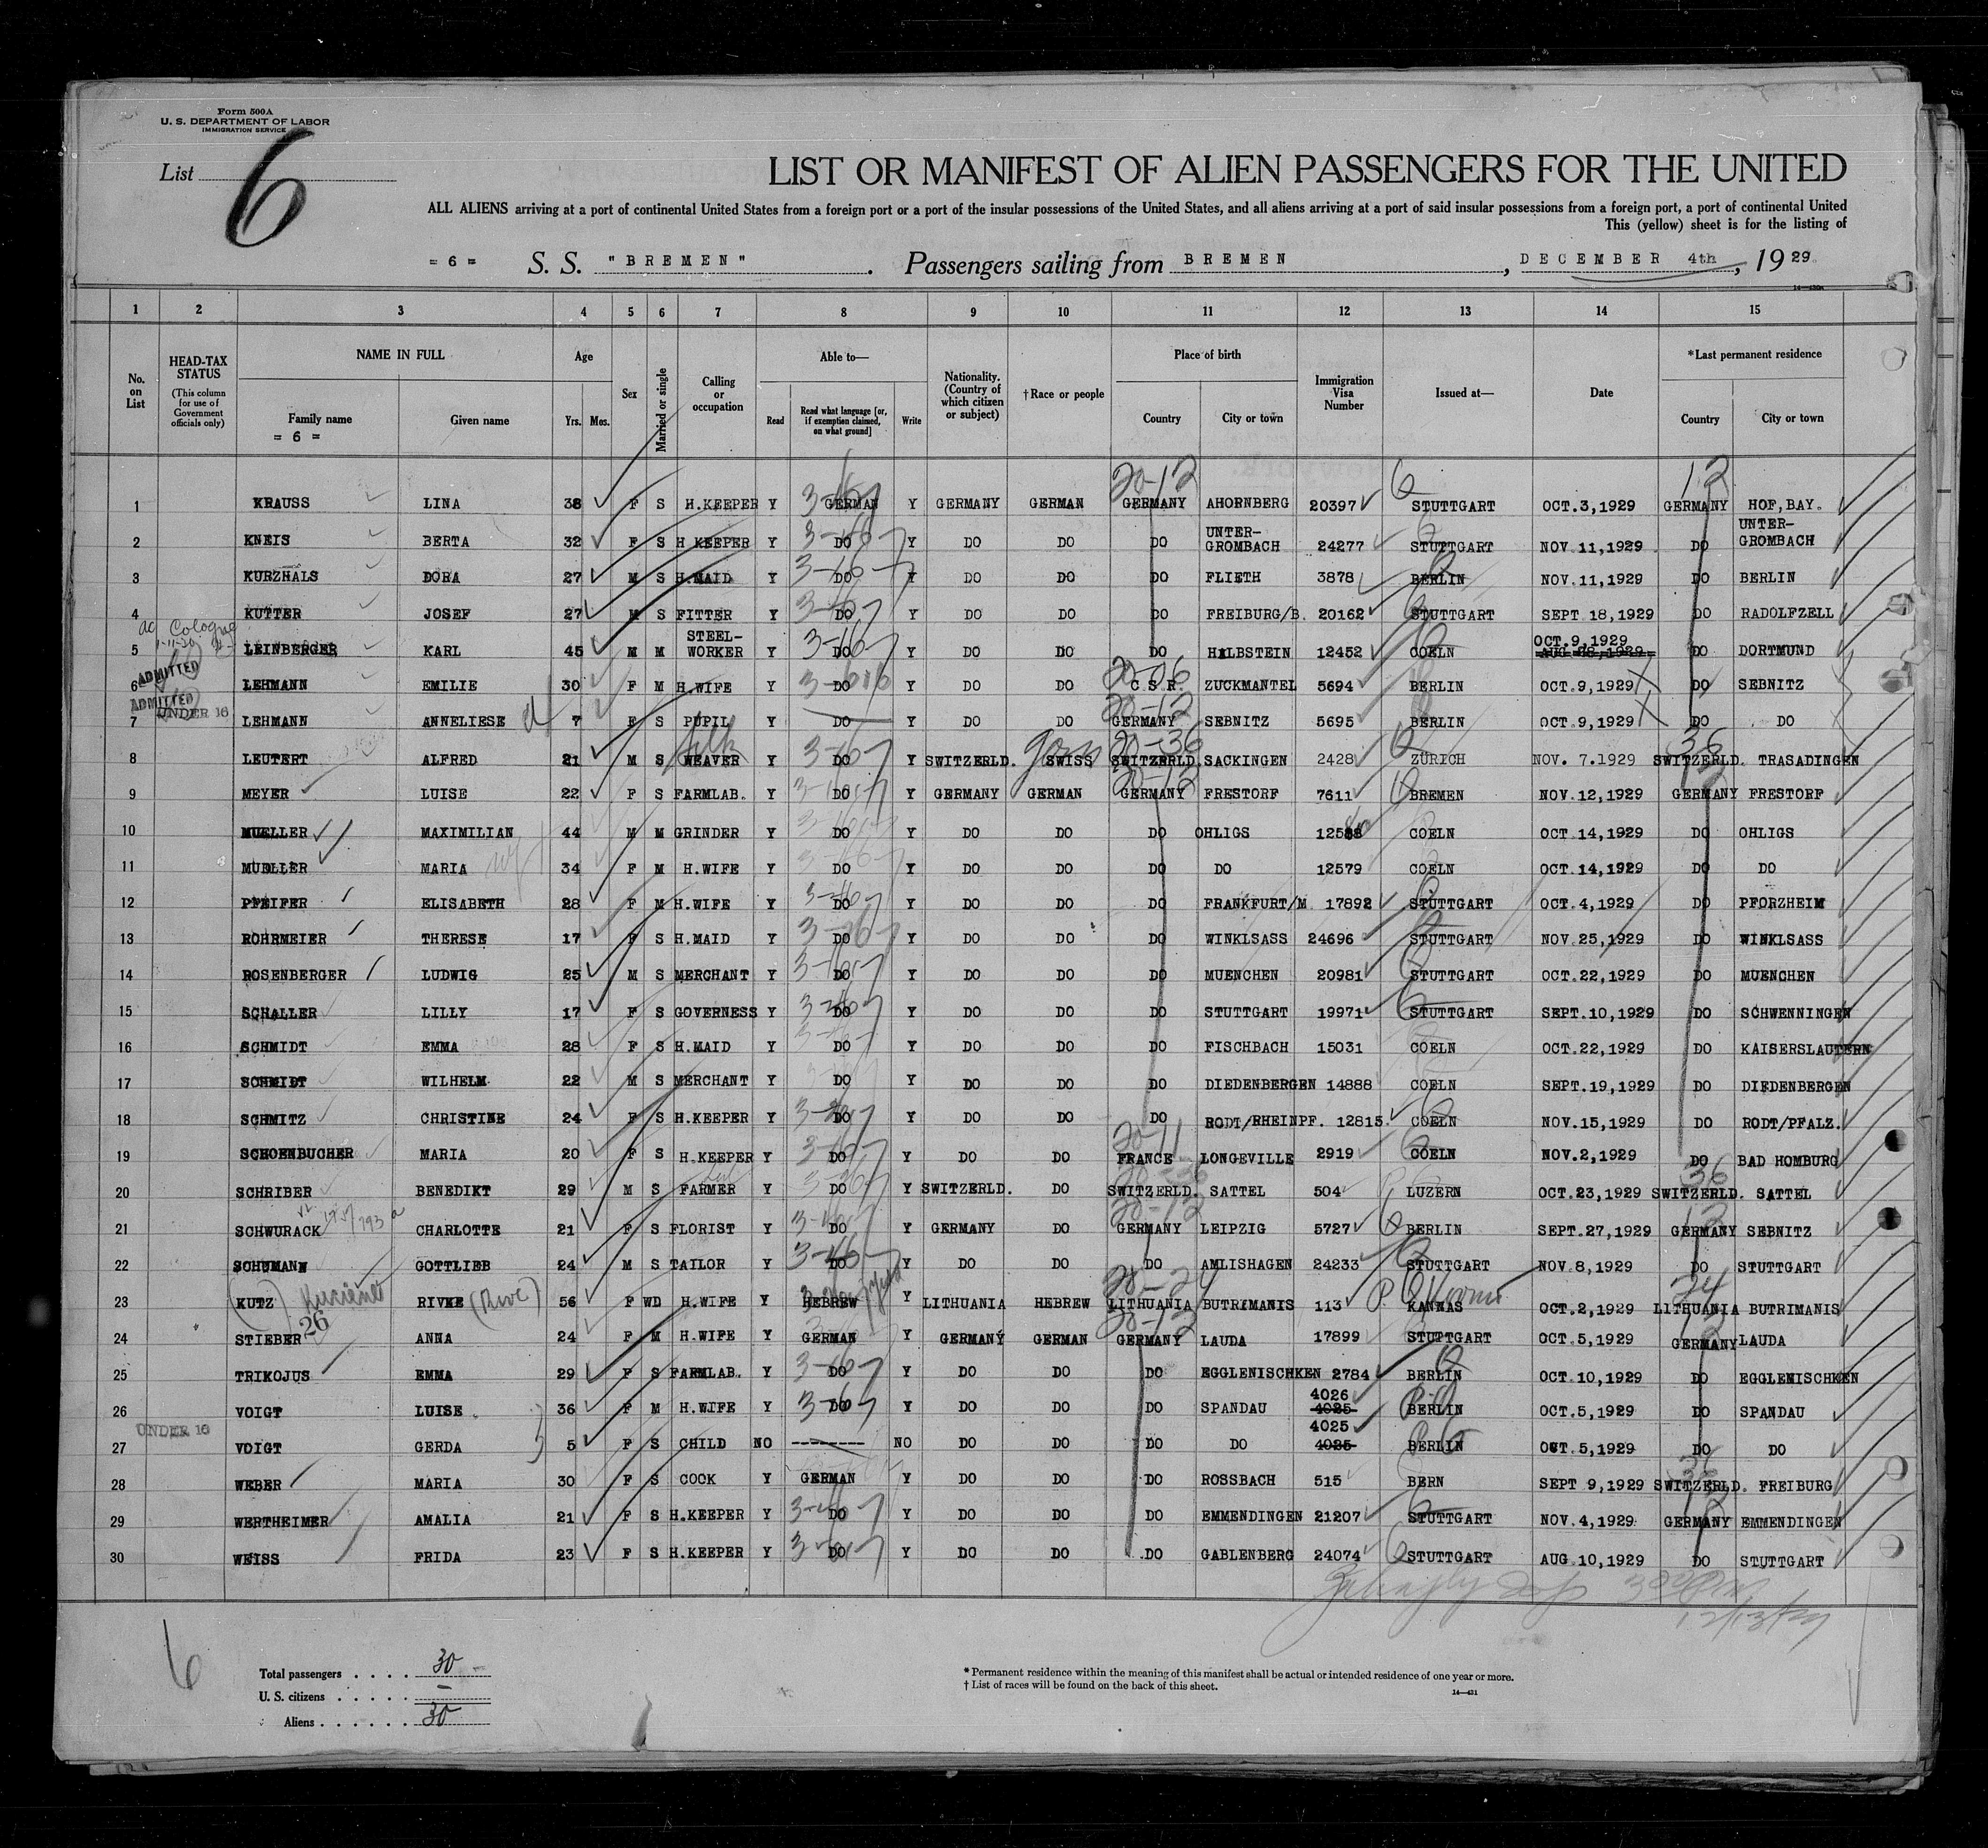 Form 500A
U. S. DEPARTMENT OF LABOR
IMMIGRATION SERVICE
List 6
LIST OR MANIFEST OF ALIEN PASSENGERS FOR THE UNITED
ALL ALIENS arriving at a port of continental United States from a foreign port or a port of the insular possessions of the United States, and all aliens arriving at a port of said insular possessions from a foreign port, a port of continental United
This (yellow) sheet is for the listing of
= 6 = S. S. "BREMEN". Passengers sailing from BREMEN, DECEMBER 4th, 1929
1 2 3 4 5 6 7 8 9 10 11 12 13 14 15
No. on List
HEAD-TAX STATUS (This column for use of Government officials only)
NAME IN FULL Family name Given name
= 6 =
Age Yrs. Mos.
Sex
Married or single
Calling or occupation
Able to— Read Read what language [or, if exemption claimed, on what ground] Write
Nationality. (Country of which citizen or subject)
† Race or people
Place of birth Country City or town
Immigration Visa Number
Issued at—
Date
*Last permanent residence Country City or town
1 KRAUSS LINA 38 F S H.KEEPER Y GERMAN Y GERMANY GERMAN GERMANY AHORNBERG 20397 STUTTGART OCT.3,1929 GERMANY HOF,BAY.
2 KNEIS BERTA 32 F S H KEEPER Y DO Y DO DO DO UNTER-GROMBACH 24277 STUTTGART NOV.11,1929 DO UNTER-GROMBACH
3 KURZHALS DORA 27 M S H.MAID Y DO Y DO DO DO FLIETH 3878 BERLIN NOV.11,1929 DO BERLIN
4 KUTTER JOSEF 27 M S FITTER Y DO Y DO DO DO FREIBURG/B. 20162 STUTTGART SEPT.18,1929 DO RADOLFZELL
Cologne
5 LEINBERGER KARL 45 M M STEEL-WORKER Y DO Y DO DO DO HALBSTEIN 12452 COELN OCT.9,1929 DO DORTMUND
ADMITTED
6 LEHMANN EMILIE 30 F M H.WIFE Y DO Y DO DO C S R. ZUCKMANTEL 5694 BERLIN OCT.9,1929 DO SEBNITZ
ADMITTED
UNDER 16
7 LEHMANN ANNELIESE 7 F S PUPIL Y DO Y DO DO GERMANY SEBNITZ 5695 BERLIN OCT.9,1929 DO DO
silk
8 LEUTERT ALFRED 21 M S WEAVER Y DO Y SWITZERLD. SWISS SWITZERLD. SACKINGEN 2428 ZURICH NOV. 7.1929 SWITZERLD. TRASADINGEN
9 MEYER LUISE 22 F S FARMLAB. Y DO Y GERMANY GERMAN GERMANY FRESTORF 7611 BREMEN NOV.12,1929 GERMANY FRESTORF
10 MUELLER MAXIMILIAN 44 M M GRINDER Y DO Y DO DO DO OHLIGS COELN OCT.14,1929 DO OHLIGS
11 MUELLER MARIA 34 F M H.WIFE Y DO Y DO DO DO DO 12579 COELN OCT.14,1929 DO DO
12 PFEIFER ELISABETH 28 F M H.WIFE Y DO Y DO DO DO FRANKFURT/M 17892 STUTTGART OCT.4,1929 DO PFORZHEIM
13 ROHRMEIER THERESE 17 F S H.MAID Y DO Y DO DO DO WINKLSASS 24696 STUTTGART NOV.25,1929 DO WINKLSASS
14 ROSENBERGER LUDWIG 25 M S MERCHANT Y DO Y DO DO DO MUENCHEN 20981 STUTTGART OCT.22,1929 DO MUENCHEN
15 SCHALLER LILLY 17 F S GOVERNESS Y DO Y DO DO DO STUTTGART 19971 STUTTGART SEPT.10,1929 DO SCHWENNINGEN
16 SCHMIDT EMMA 28 F S H.MAID Y DO Y DO DO DO FISCHBACH 15031 COELN OCT.22,1929 DO KAISERSLAUTERN
17 SCHMIDT WILHELM 22 M S MERCHANT Y DO Y DO DO DO DIEDENBERGEN 14888 COELN SEPT.19,1929 DO DIEDENBERGEN
18 SCHMITZ CHRISTINE 24 F S H.KEEPER Y DO Y DO DO DO RODT/RHEINPF. 12815. COELN NOV.15,1929 DO RODT/PFALZ.
19 SCHOENBUCHER MARIA 20 F S H.KEEPER Y DO Y DO DO FRANCE LONGEVILLE 2919 COELN NOV.2,1929 DO BAD HOMBURG
20 SCHRIBER BENEDIKT 29 M S FARMER Y DO Y SWITZERLD. DO SWITZERLD. SATTEL 504 LUZERN OCT.23,1929 SWITZERLD. SATTEL
21 SCHWURACK CHARLOTTE 21 F S FLORIST Y DO Y GERMANY DO GERMANY LEIPZIG 5727 BERLIN SEPT.27,1929 GERMANY SEBNITZ
22 SCHUMANN GOTTLIEB 24 M S TAILOR Y DO Y DO DO DO AMLISHAGEN 24233 STUTTGART NOV.8,1929 DO STUTTGART
23 (KUTZ) RIVKE (Rive) 56 F WD H.WIFE Y HEBREW Y LITHUANIA HEBREW LITHUANIA BUTRIMANIS 113 KANNAS OCT.2,1929 LITHUANIA BUTRIMANIS
26
24 STIEBER ANNA 24 F M H.WIFE Y GERMAN Y GERMANY GERMAN GERMANY LAUDA 17899 STUTTGART OCT.5,1929 GERMANY LAUDA
25 TRIKOJUS EMMA 29 F S FARMLAB. Y DO Y DO DO DO EGGLENISCHKEN 2784 BERLIN OCT.10,1929 DO EGGLENISCHKEN
26 VOIGT LUISE 36 F M H.WIFE Y DO Y DO DO DO SPANDAU 4026 4025 BERLIN OCT.5,1929 DO SPANDAU
UNDER 16
27 VOIGT GERDA 5 F S CHILD NO --------- NO DO DO DO DO 4025 4025 BERLIN OCT.5,1929 DO DO
28 WEBER MARIA 30 F S COCK Y GERMAN Y DO DO DO ROSSBACH 515 BERN SEPT 9,1929 SWITZERLD. FREIBURG
29 WERTHEIMER AMALIA 21 F S H.KEEPER Y DO Y DO DO DO EMMENDINGEN 21207 STUTTGART NOV.4,1929 GERMANY EMMENDINGEN
30 WEISS FRIDA 23 F S H.KEEPER Y DO Y DO DO DO GABLENBERG 24074 STUTTGART AUG.10,1929 DO STUTTGART
6
Total passengers . . . . 30
U. S. citizens . . . . . –
Aliens . . . . . . 30
* Permanent residence within the meaning of this manifest shall be actual or intended residence of one year or more.
† List of races will be found on the back of this sheet.
14—431